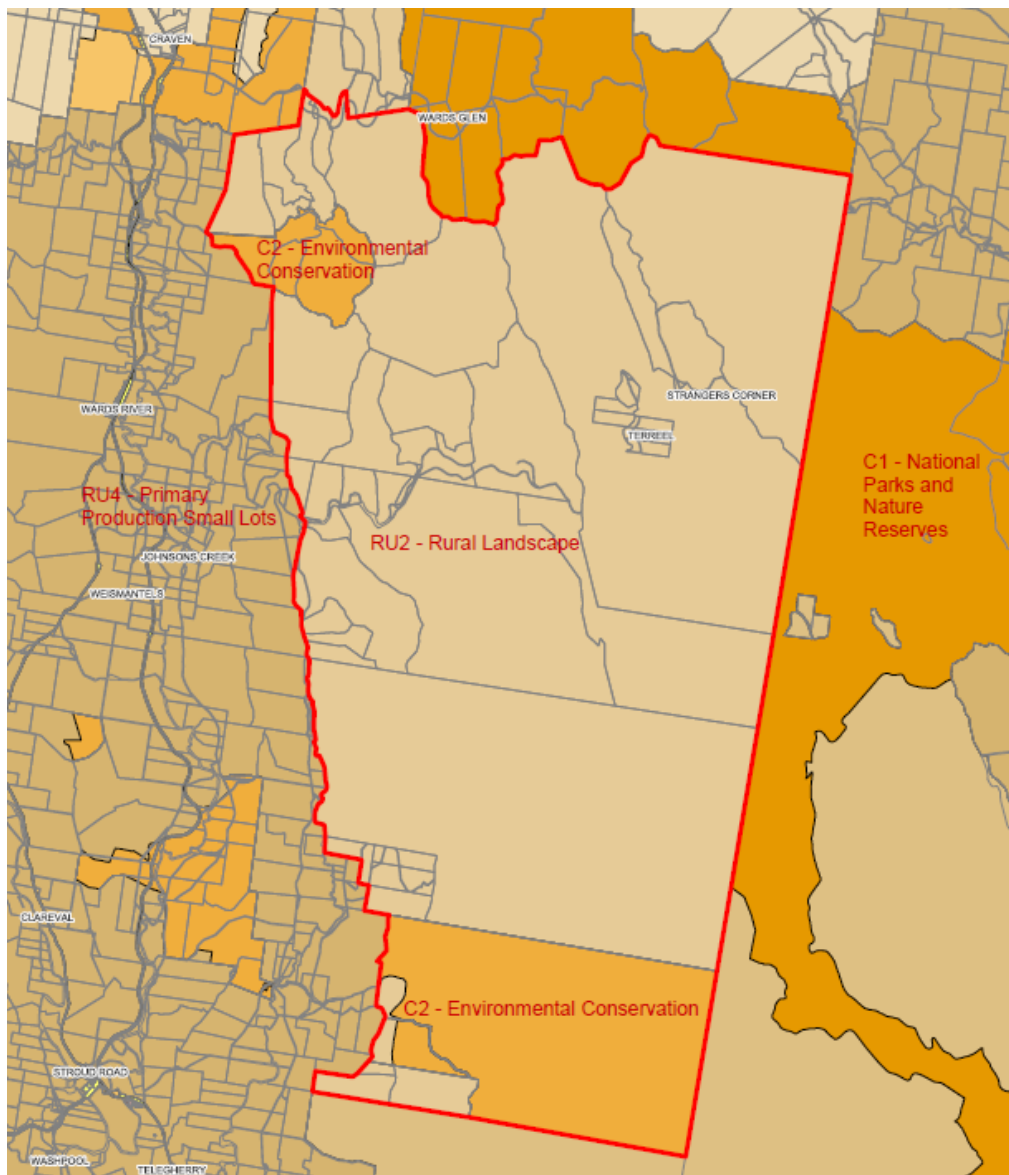 CRAVEN
WARDS GLEN
C2 - Environmental
Conservation
STRANGERS CORNER
WARDS RIVER
TERREEL
C1 - National
Parks and
Nature
Reserves
RU4 - Primary
Production Small Lots
RU2 - Rural Landscape
JOHNSONS CREEK
WEISMANTELS
CLAREVAL
C2 - Environmental Conservation
STROUD ROAD
WASHPOOL
TELEGHERRY